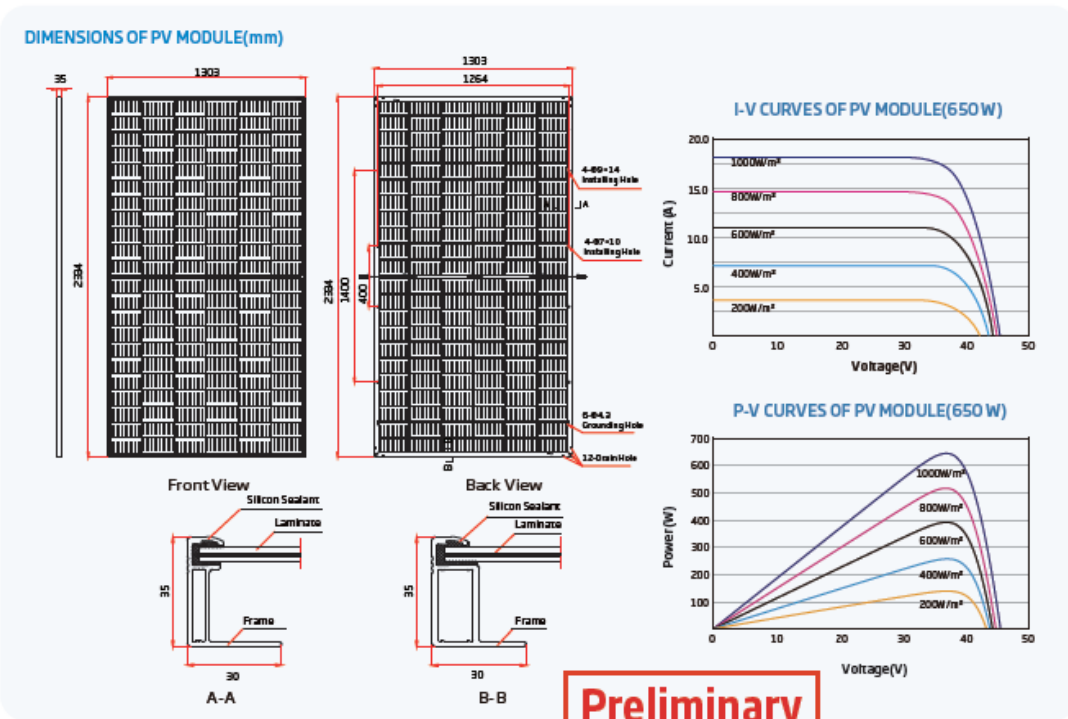 DIMENSIONS OF PV MODULE(mm)
35
1303
2384
Front View
1303
1264
2384
1400
400
4-Φ9×14
Installing Hole
A
A
4-Φ7×10
Installing Hole
6-Φ4.3
Grounding Hole
12-Drain Hole
B
Back View
Silicon Sealant
Laminate
35
Frame
30
A-A
Silicon Sealant
Laminate
35
Frame
30
B-B
I-V CURVES OF PV MODULE(650W)
Current (A)
20.0
15.0
10.0
5.0
1000W/m²
800W/m²
600W/m²
400W/m²
200W/m²
0 10 20 30 40 50
Voltage(V)
P-V CURVES OF PV MODULE(650W)
Power(W)
700
600
500
400
300
200
100
1000W/m²
800W/m²
600W/m²
400W/m²
200W/m²
0 10 20 30 40 50
Voltage(V)
Preliminary